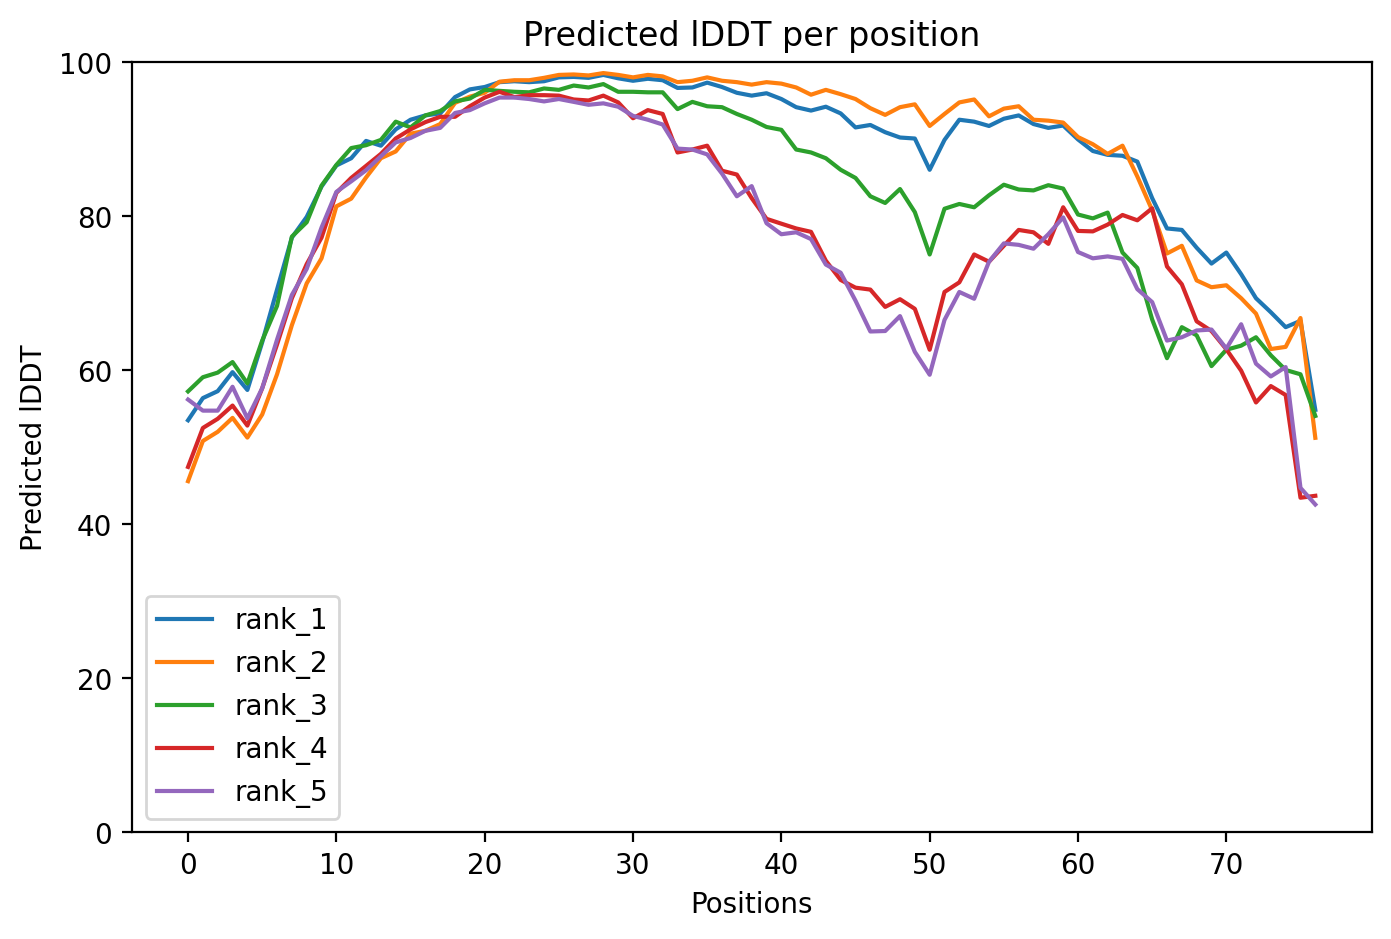 Predicted lDDT per position
100
80
60
40
20
0
Predicted lDDT
rank_1
rank_2
rank_3
rank_4
rank_5
0 10 20 30 40 50 60 70
Positions